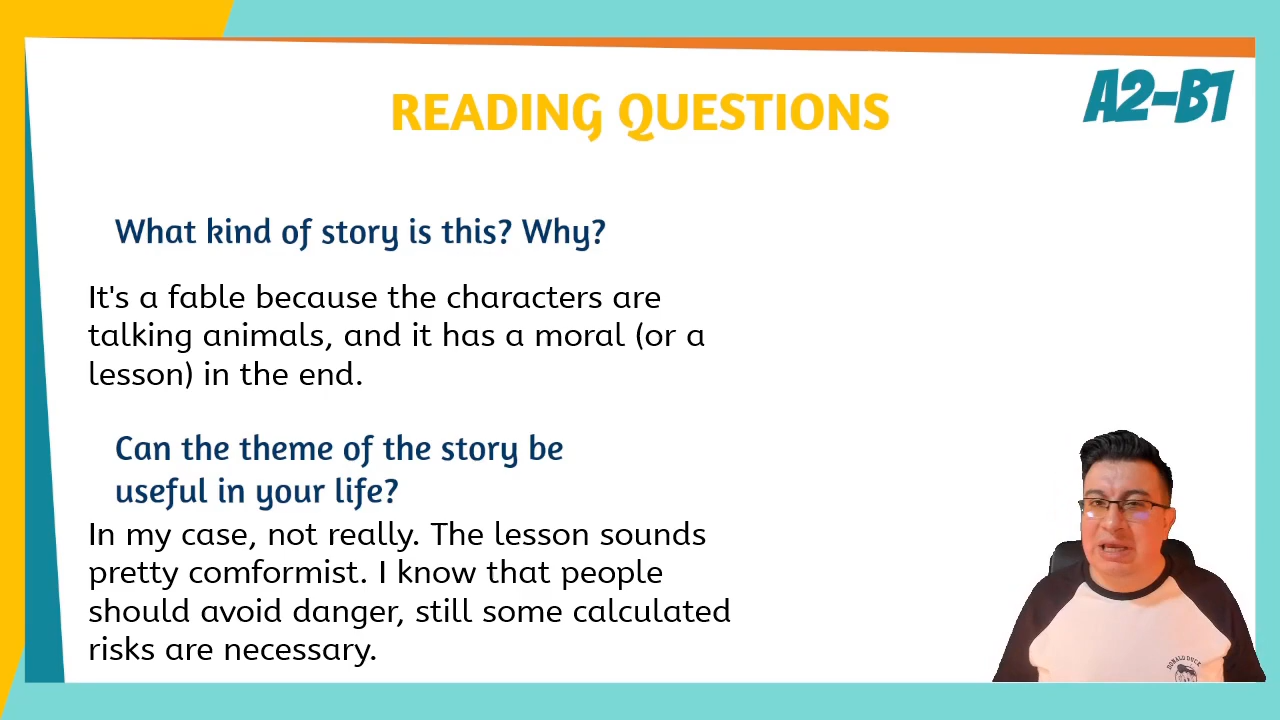 READING QUESTIONS
A2-B1
What kind of story is this? Why?
It's a fable because the characters are
talking animals, and it has a moral (or a
lesson) in the end.
Can the theme of the story be
useful in your life?
In my case, not really. The lesson sounds
pretty comformist. I know that people
should avoid danger, still some calculated
risks are necessary.
DONALD DUCK